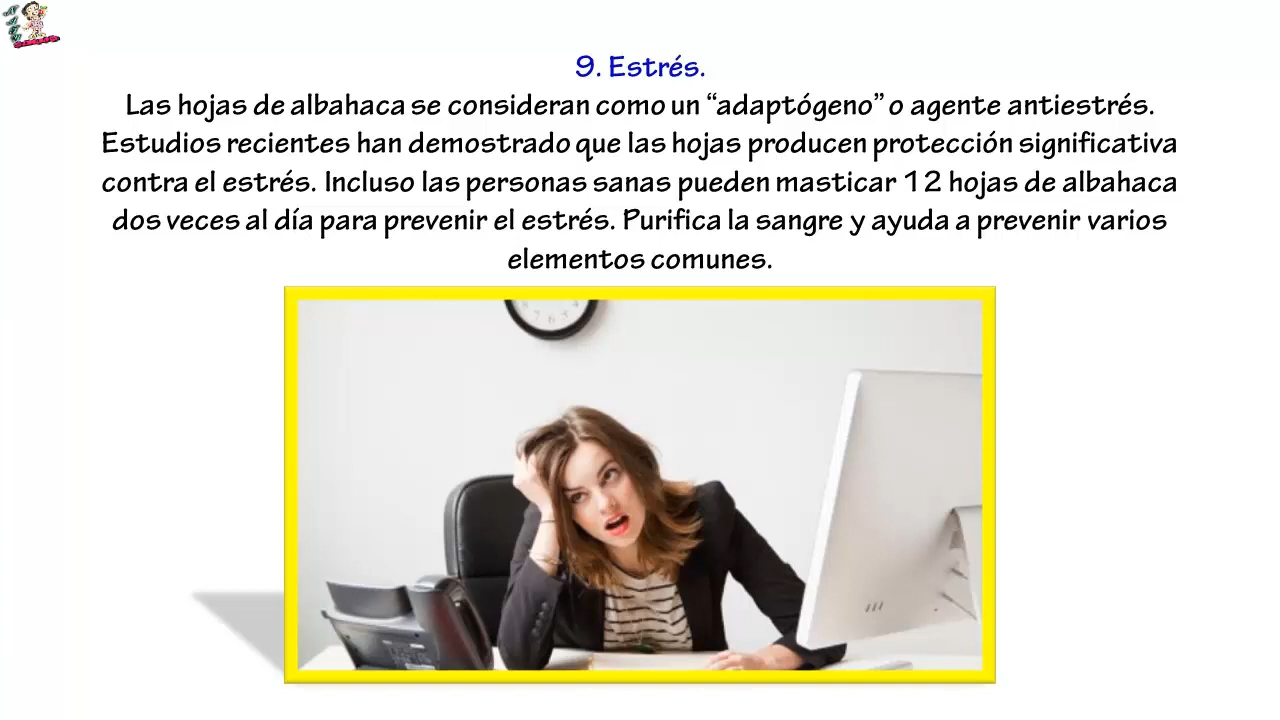 9. Estrés.
Las hojas de albahaca se consideran como un “adaptógeno” o agente antiestrés.
Estudios recientes han demostrado que las hojas producen protección significativa
contra el estrés. Incluso las personas sanas pueden masticar 12 hojas de albahaca
dos veces al día para prevenir el estrés. Purifica la sangre y ayuda a prevenir varios
elementos comunes.